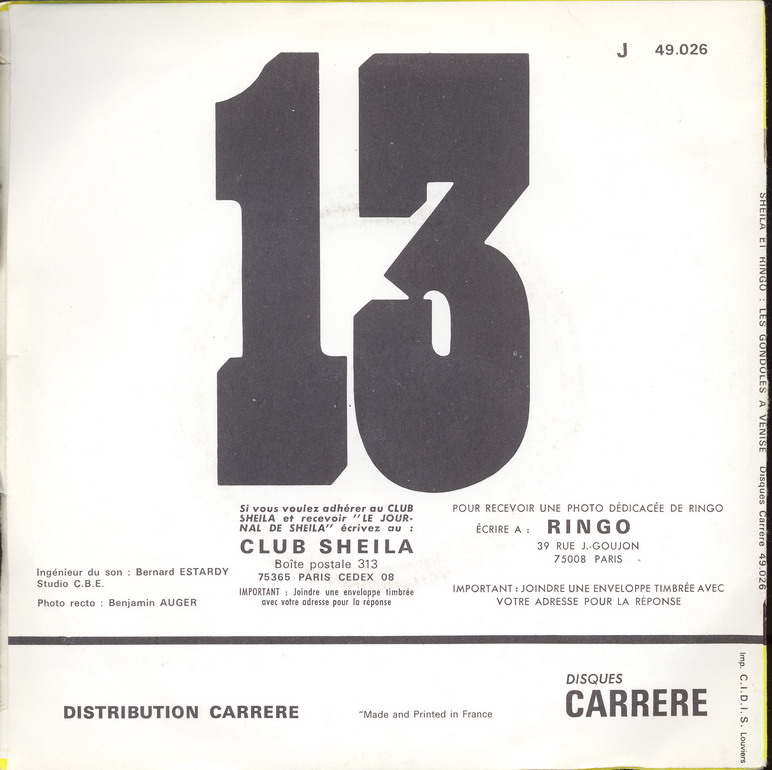 J 49.026
13
Si vous voulez adhérer au CLUB
SHEILA et recevoir "LE JOUR-
NAL DE SHEILA" écrivez au :
CLUB SHEILA
Boîte postale 313
75365 PARIS CEDEX 08
IMPORTANT : Joindre une enveloppe timbrée
avec votre adresse pour la réponse
POUR RECEVOIR UNE PHOTO DÉDICACÉE DE RINGO
ÉCRIRE A : RINGO
39 RUE J.-GOUJON
75008 PARIS
IMPORTANT : JOINDRE UNE ENVELOPPE TIMBRÉE AVEC
VOTRE ADRESSE POUR LA RÉPONSE
Ingénieur du son : Bernard ESTARDY
Studio C.B.E.
Photo recto : Benjamin AUGER
SHEILA ET RINGO : LES GONDOLES A VENISE Disques Carrère 49.026
DISTRIBUTION CARRERE
"Made and Printed in France
DISQUES
CARRERE
Imp. C.I.D.I.S. Louviers